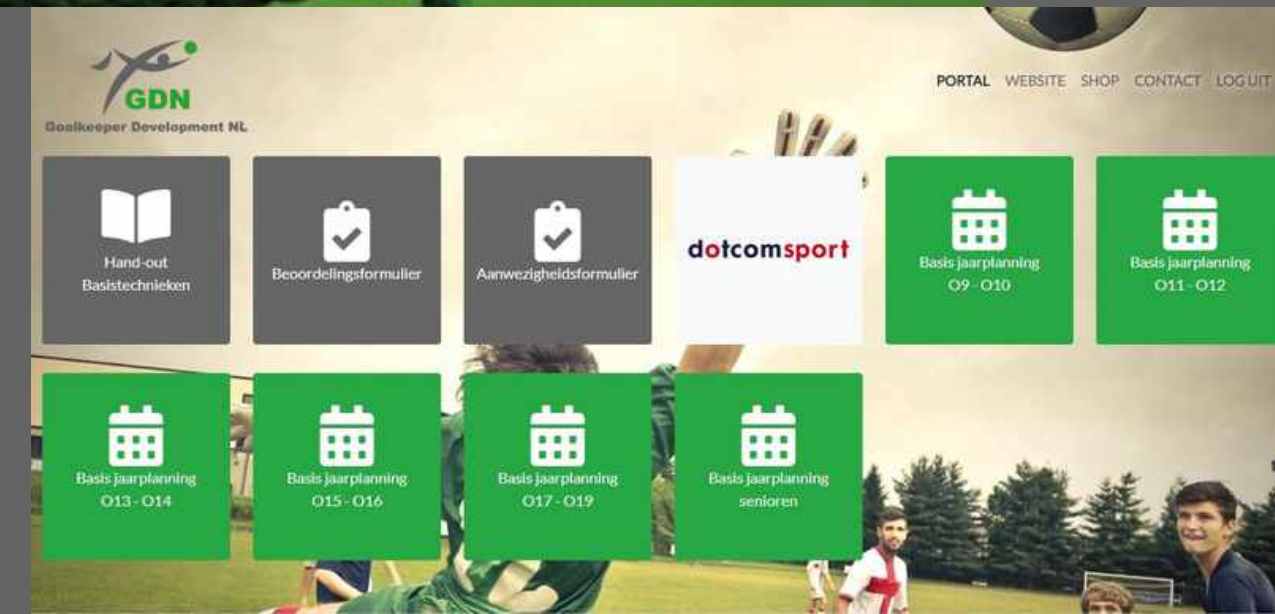 GDN
Goalkeeper Development NL
PORTAL WEBSITE SHOP CONTACT LOG UIT
Hand-out
Basistechnieken
Beoordelingsformulier
Aanwezigheidsformulier
dotcomsport
Basis jaarplanning
O9 - O10
Basis jaarplanning
O11 - O12
Basis jaarplanning
O13 - O14
Basis jaarplanning
O15 - O16
Basis jaarplanning
O17 - O19
Basis jaarplanning
senioren